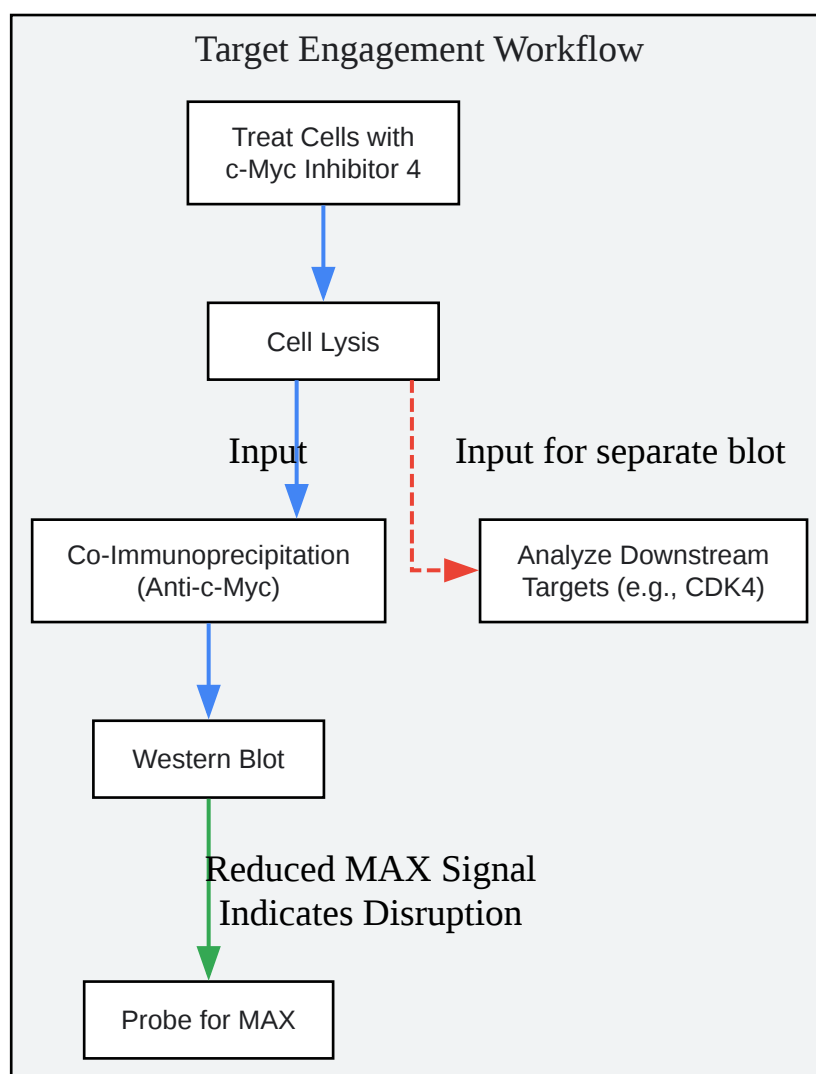 Target Engagement Workflow
Treat Cells with
c-Myc Inhibitor 4
Cell Lysis
Input
Input for separate blot
Co-Immunoprecipitation
(Anti-c-Myc)
Analyze Downstream
Targets (e.g., CDK4)
Western Blot
Reduced MAX Signal
Indicates Disruption
Probe for MAX